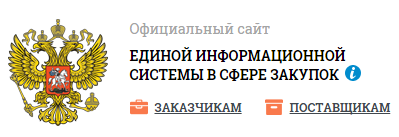 Официальный сайт
ЕДИНОЙ ИНФОРМАЦИОННОЙ
СИСТЕМЫ В СФЕРЕ ЗАКУПОК i
ЗАКАЗЧИКАМ ПОСТАВЩИКАМ